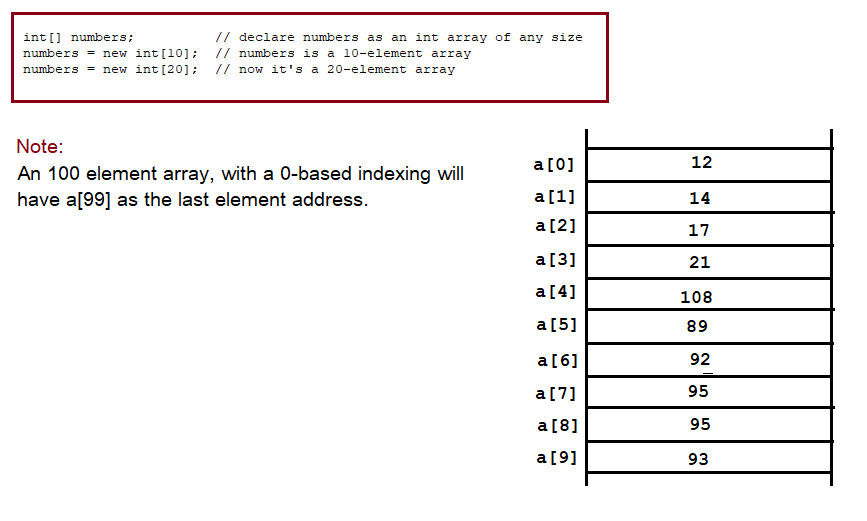 int[] numbers;          // declare numbers as an int array of any size
numbers = new int[10];  // numbers is a 10-element array
numbers = new int[20];  // now it's a 20-element array
Note:
An 100 element array, with a 0-based indexing will
have a[99] as the last element address.
a[0] 12
a[1] 14
a[2] 17
a[3] 21
a[4] 108
a[5] 89
a[6] 92
a[7] 95
a[8] 95
a[9] 93